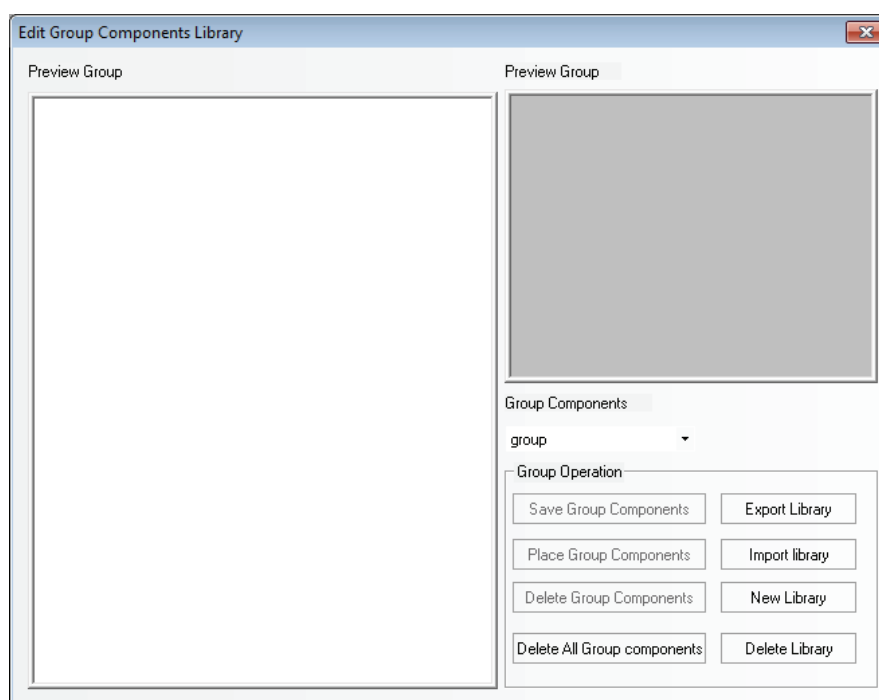 Edit Group Components Library
Preview Group
Preview Group
Group Components
group
Group Operation
Save Group Components
Export Library
Place Group Components
Import library
Delete Group Components
New Library
Delete All Group components
Delete Library